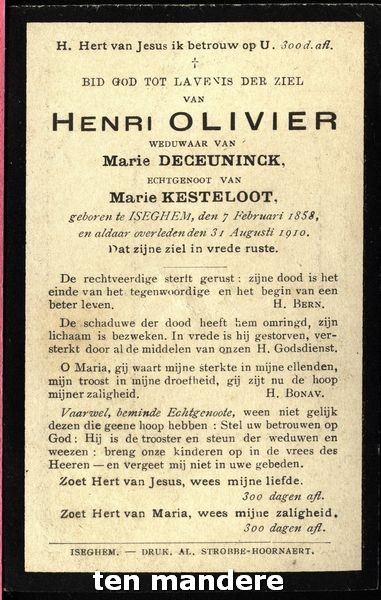 H. Hert van Jesus ik betrouw op U. 300 d. afl.
BID GOD TOT LAVENIS DER ZIEL
VAN
HENRI OLIVIER
WEDUWAAR VAN
Marie DECEUNINCK,
ECHTGENOOT VAN
Marie KESTELOOT,
geboren te ISEGHEM, den 7 Februari 1858,
en aldaar overleden den 31 Augusti 1910.
Dat zijne ziel in vrede ruste.
De rechtveerdige sterft gerust : zijne dood is het
einde van het tegenwoordige en het begin van een
beter leven. H. BERN.
De schaduwe der dood heeft hem omringd, zijn
lichaam is bezweken. In vrede is hij gestorven, ver-
sterkt door al de middelen van onzen H. Godsdienst.
O Maria, gij waart mijne sterkte in mijne ellenden,
mijn troost in mijne droefheid, gij zijt nu de hoop
mijner zaligheid. H. BONAV.
Vaarwel, beminde Echtgenoote, ween niet gelijk
dezen die geene hoop hebben : Stel uw betrouwen op
God : Hij is de trooster en steun der weduwen en
weezen : breng onze kinderen op in de vrees des
Heeren — en vergeet mij niet in uwe gebeden.
Zoet Hert van Jesus, wees mijne liefde.
300 dagen afl.
Zoet Hert van Maria, wees mijne zaligheid.
300 dagen afl.
ISEGHEM. — DRUK. AL. STROBBE-HOORNAERT.
ten mandere